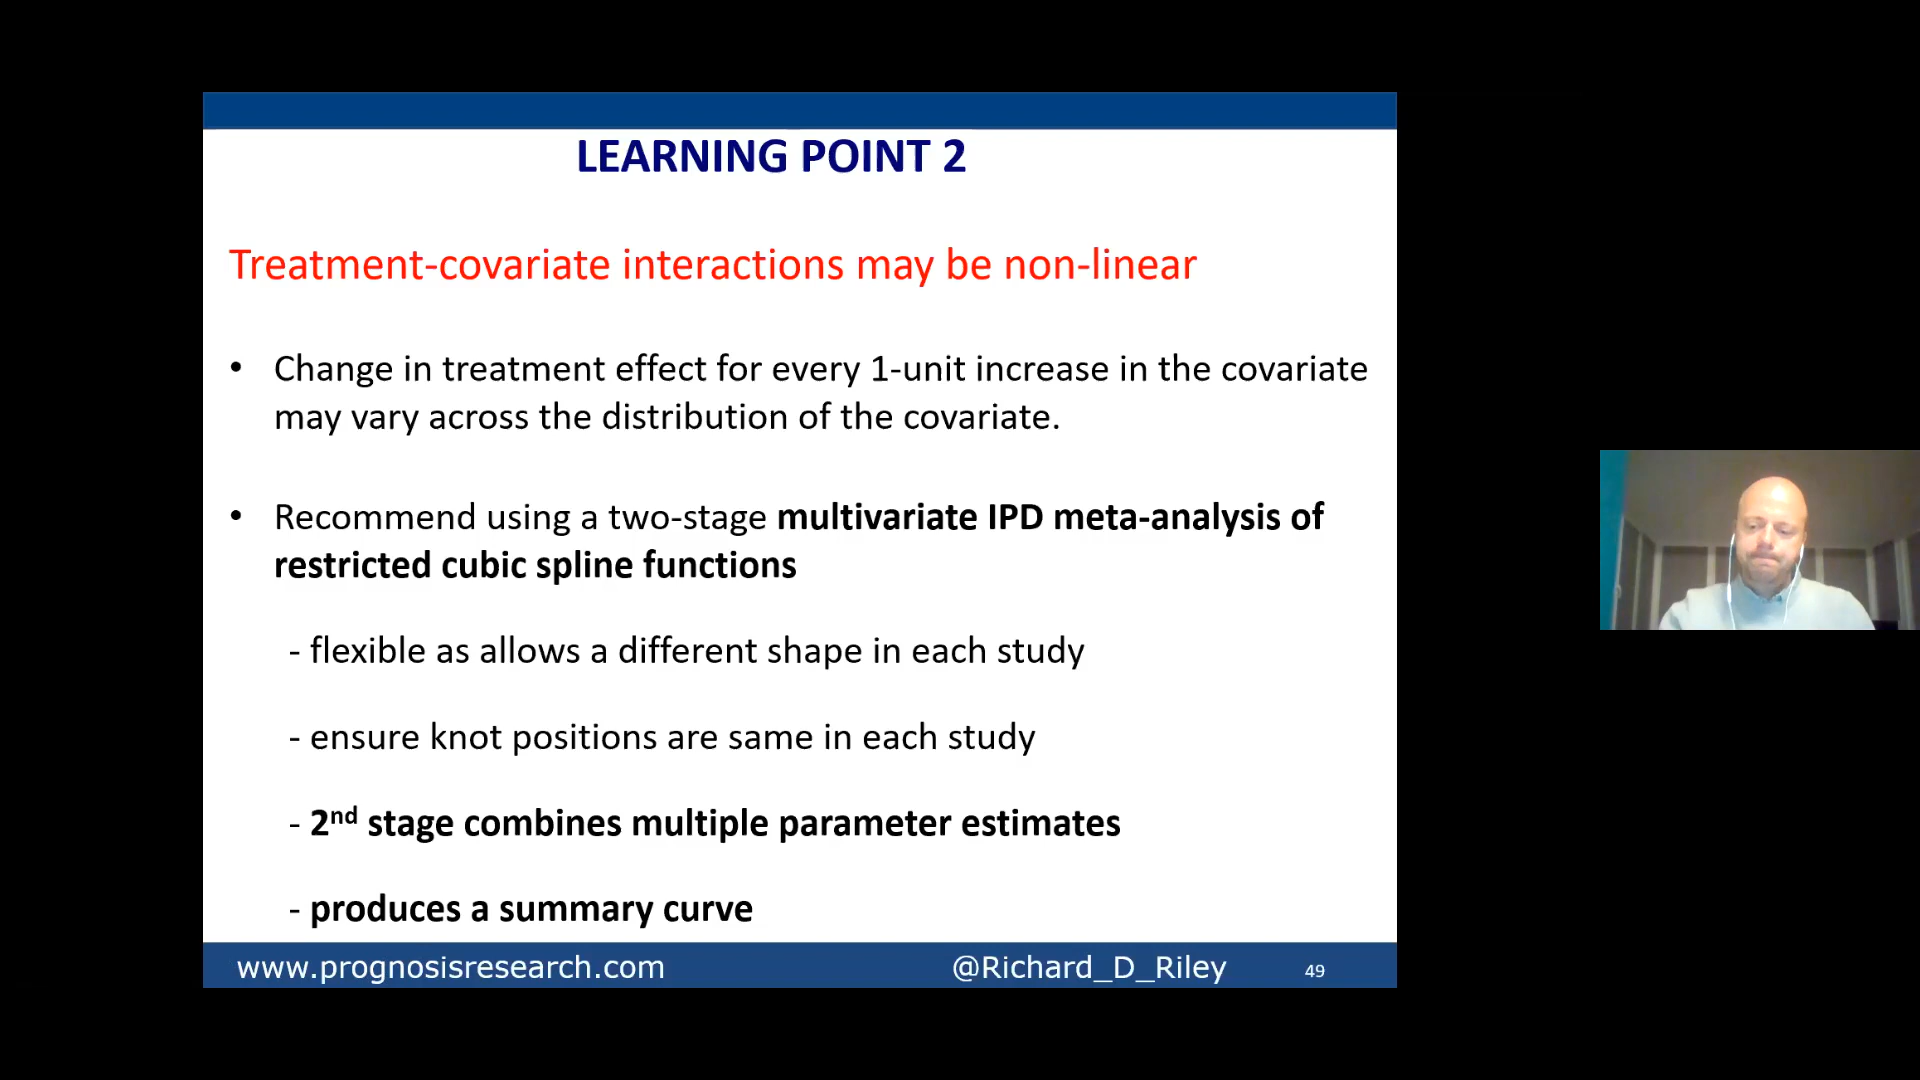 LEARNING POINT 2
Treatment-covariate interactions may be non-linear
• Change in treatment effect for every 1-unit increase in the covariate
may vary across the distribution of the covariate.
• Recommend using a two-stage multivariate IPD meta-analysis of
restricted cubic spline functions
- flexible as allows a different shape in each study
- ensure knot positions are same in each study
- 2nd stage combines multiple parameter estimates
- produces a summary curve
www.prognosisresearch.com @Richard_D_Riley 49